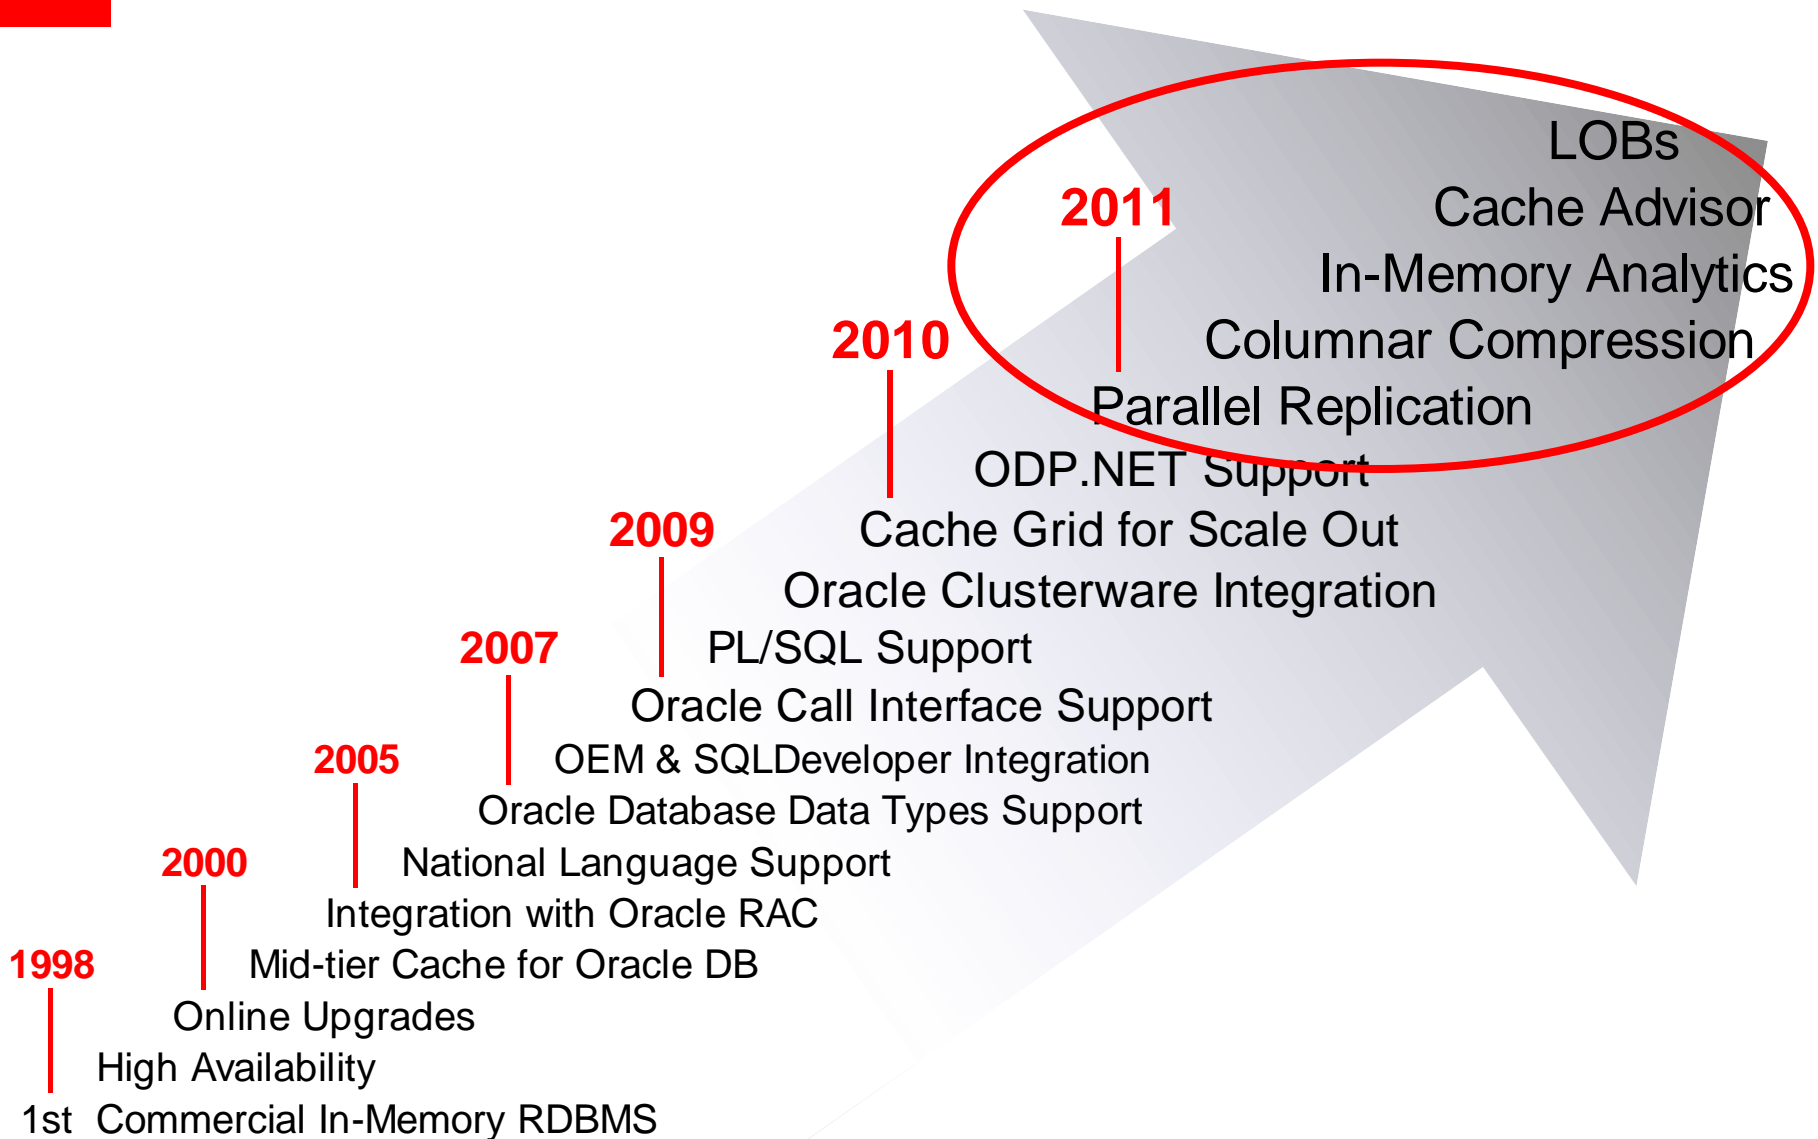 LOBs
2011 Cache Advisor
In-Memory Analytics
2010 Columnar Compression
Parallel Replication
ODP.NET Support
2009 Cache Grid for Scale Out
Oracle Clusterware Integration
2007 PL/SQL Support
Oracle Call Interface Support
2005 OEM & SQLDeveloper Integration
Oracle Database Data Types Support
2000 National Language Support
Integration with Oracle RAC
1998 Mid-tier Cache for Oracle DB
Online Upgrades
High Availability
1st Commercial In-Memory RDBMS